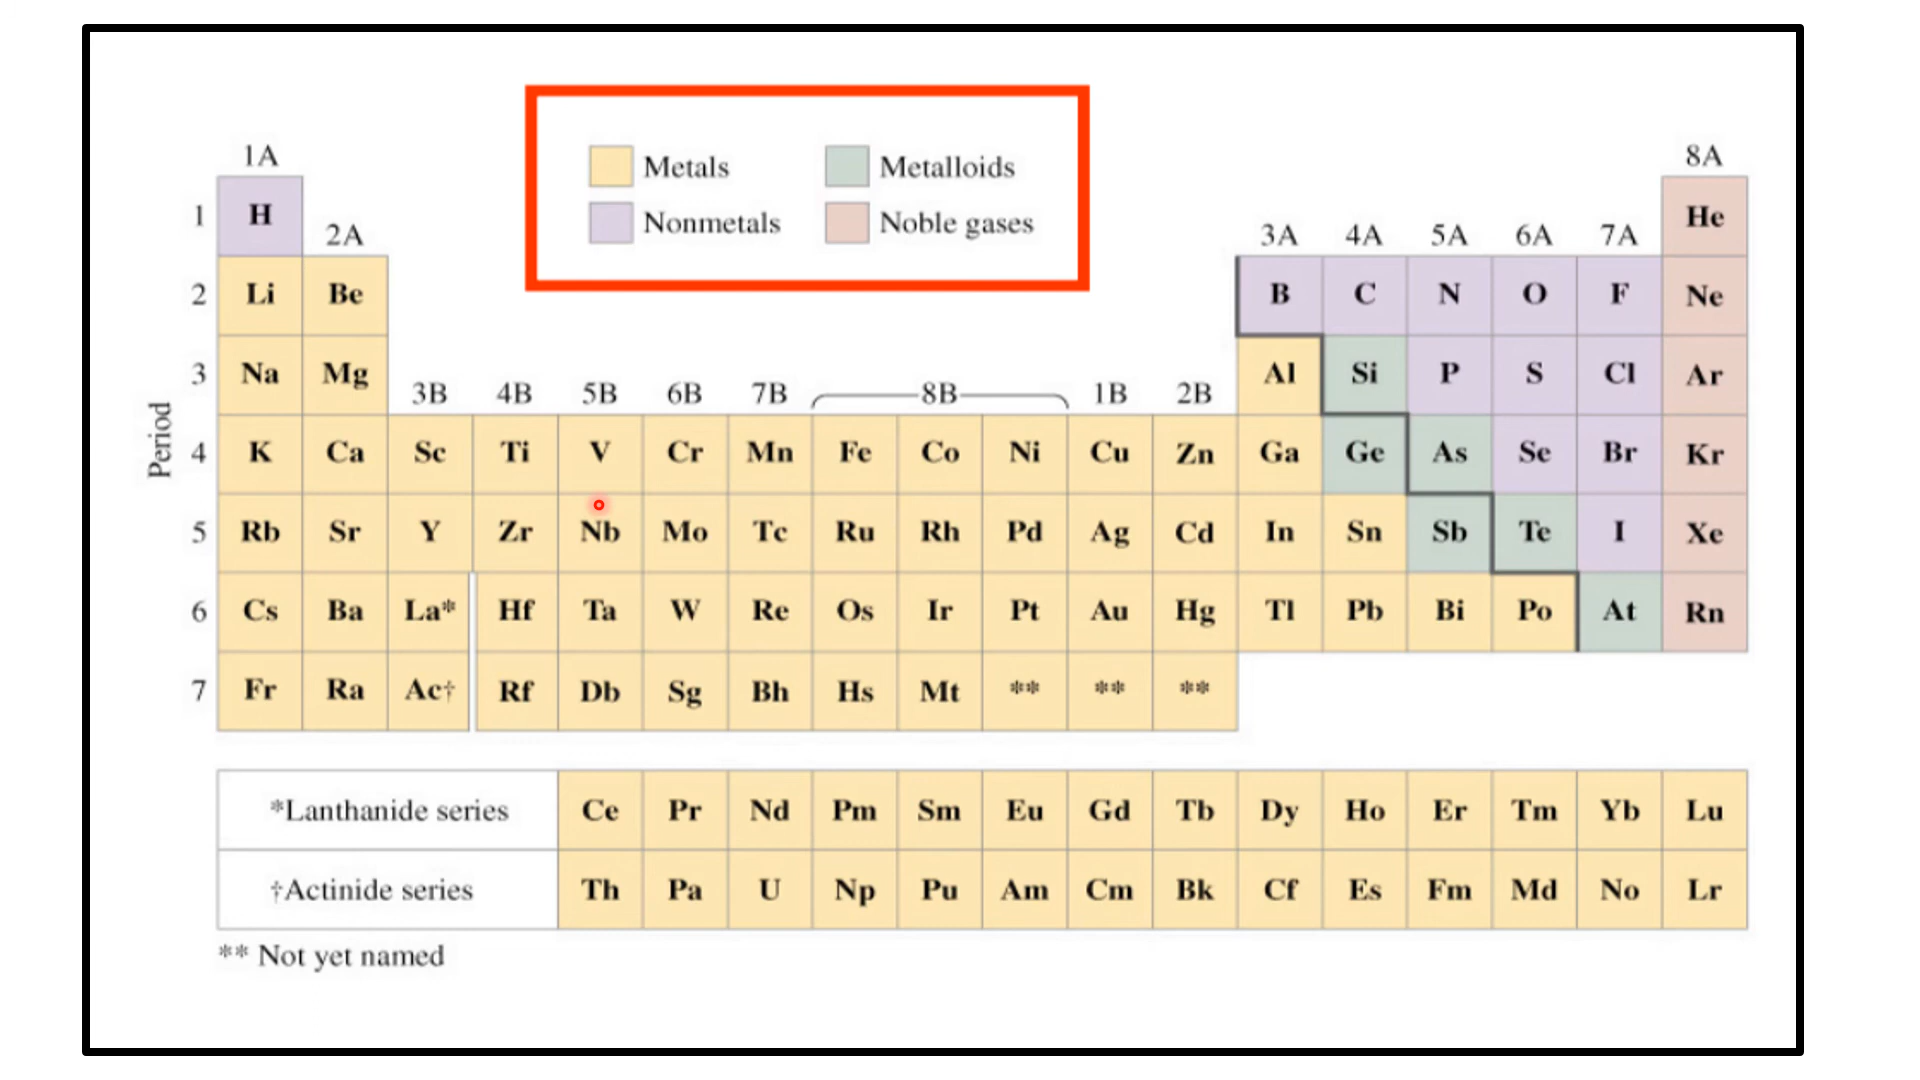 1A
Metals
Metalloids
8A
1
H
Nonmetals
Noble gases
He
2A
3A 4A 5A 6A 7A
2 Li Be B C N O F Ne
3 Na Mg Al Si P S Cl Ar
3B 4B 5B 6B 7B 8B 1B 2B
Period
4 K Ca Sc Ti V Cr Mn Fe Co Ni Cu Zn Ga Ge As Se Br Kr
5 Rb Sr Y Zr Nb Mo Tc Ru Rh Pd Ag Cd In Sn Sb Te I Xe
6 Cs Ba La* Hf Ta W Re Os Ir Pt Au Hg Tl Pb Bi Po At Rn
7 Fr Ra Ac† Rf Db Sg Bh Hs Mt ** ** **
*Lanthanide series Ce Pr Nd Pm Sm Eu Gd Tb Dy Ho Er Tm Yb Lu
†Actinide series Th Pa U Np Pu Am Cm Bk Cf Es Fm Md No Lr
** Not yet named